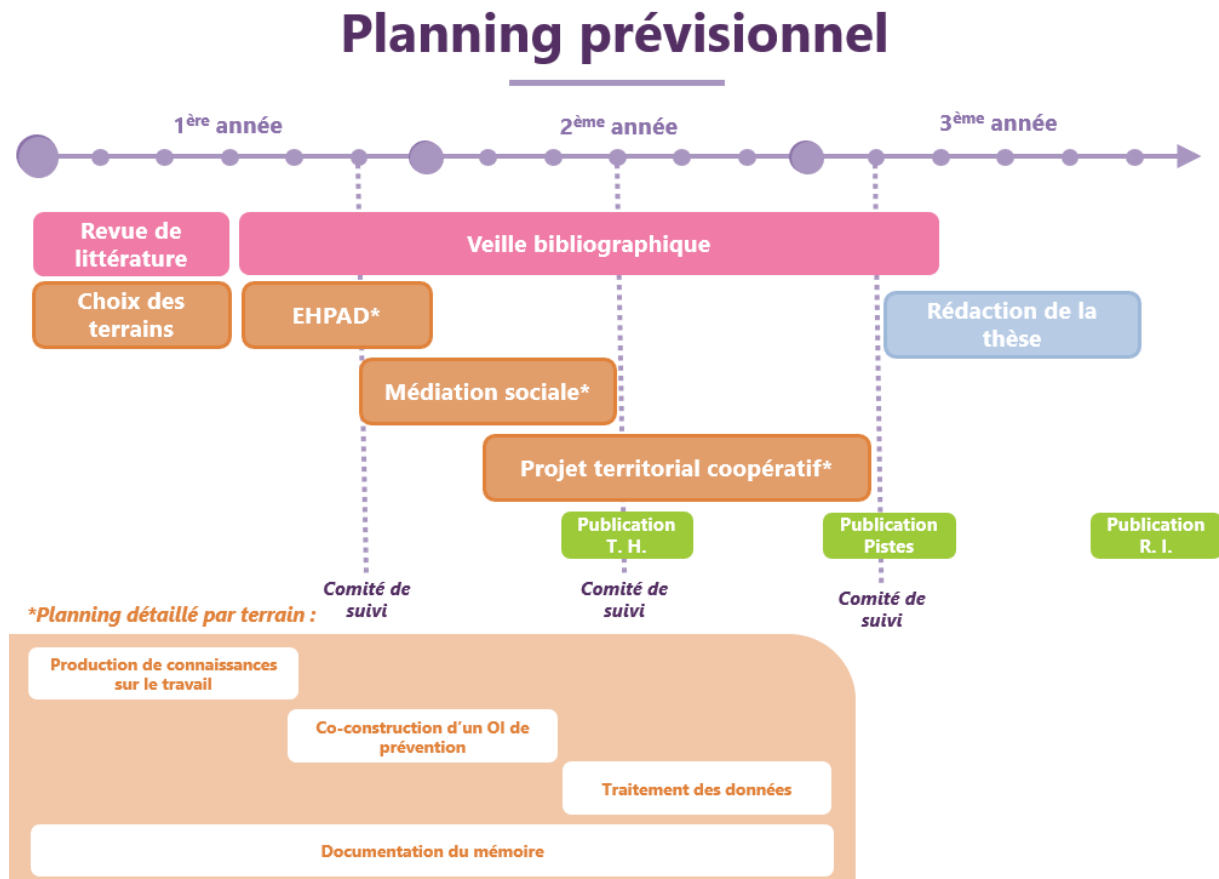 Planning prévisionnel
1ère année
2ème année
3ème année
Revue de
littérature
Veille bibliographique
Choix des
terrains
EHPAD*
Rédaction de la
thèse
Médiation sociale*
Projet territorial coopératif*
Publication
T. H.
Publication
Pistes
Publication
R. I.
Comité de
suivi
Comité de
suivi
Comité de
suivi
*Planning détaillé par terrain :
Production de connaissances
sur le travail
Co-construction d'un OI de
prévention
Traitement des données
Documentation du mémoire